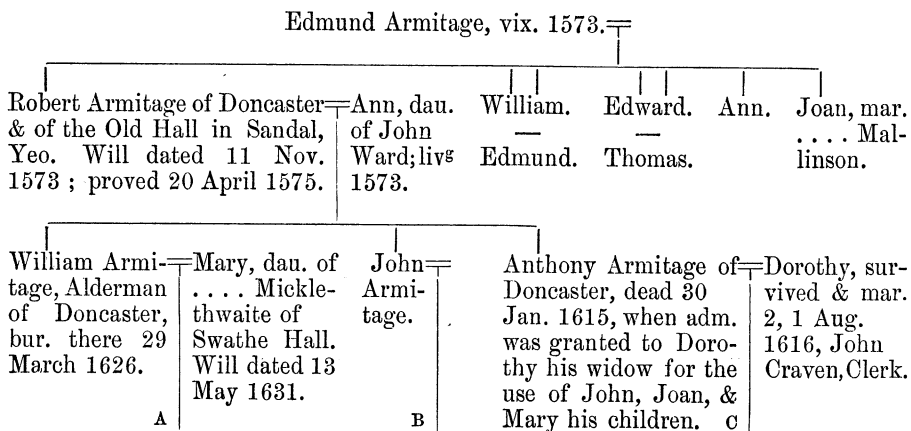 Edmund Armitage, vix. 1573.
Robert Armitage of Doncaster
& of the Old Hall in Sandal,
Yeo. Will dated 11 Nov.
1573 ; proved 20 April 1575.
Ann, dau.
of John
Ward; livg
1573.
William.
—
Edmund.
Edward.
—
Thomas.
Ann.
Joan, mar.
. . . . Mal-
linson.
William Armi-
tage, Alderman
of Doncaster,
bur. there 29
March 1626.
A
Mary, dau. of
. . . . Mickle-
thwaite of
Swathe Hall.
Will dated 13
May 1631.
John
Armi-
tage.
B
Anthony Armitage of
Doncaster, dead 30
Jan. 1615, when adm.
was granted to Doro-
thy his widow for the
use of John, Joan, &
Mary his children. C
Dorothy, sur-
vived & mar.
2, 1 Aug.
1616, John
Craven, Clerk.